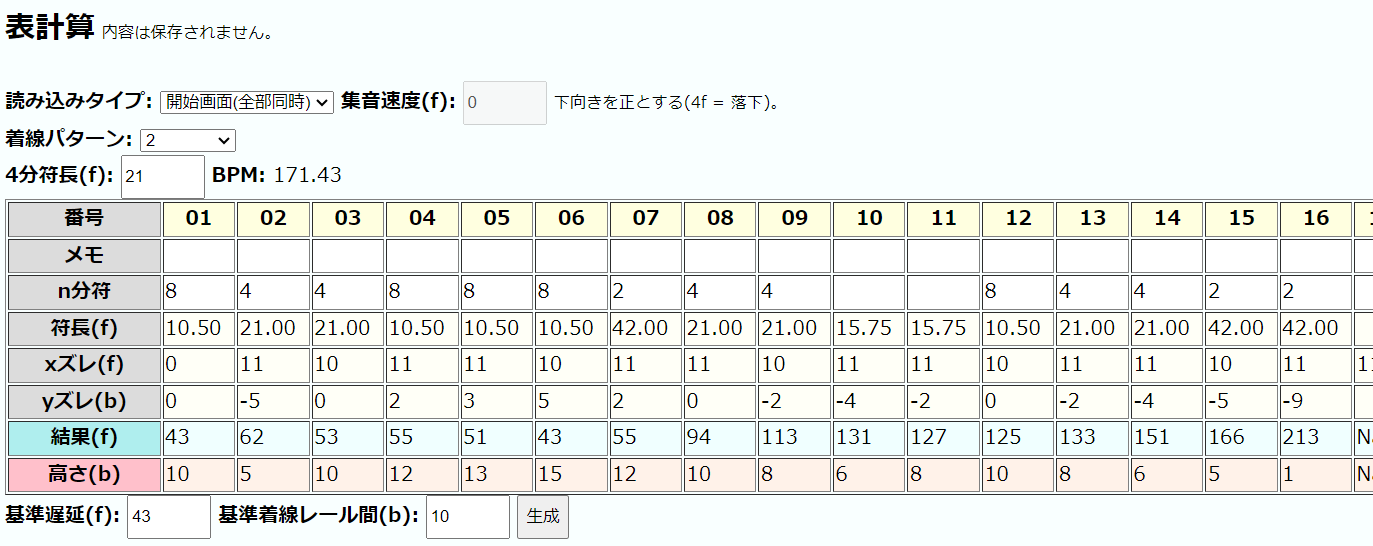 表計算 内容は保存されません。
読み込みタイプ: 開始画面(全部同時) 集音速度(f): 0 下向きを正とする(4f = 落下)。
着線パターン: 2
4分符長(f): 21 BPM: 171.43
番号 01 02 03 04 05 06 07 08 09 10 11 12 13 14 15 16
メモ
n分符 8 4 4 8 8 8 2 4 4 8 4 4 2 2
符長(f) 10.50 21.00 21.00 10.50 10.50 10.50 42.00 21.00 21.00 15.75 15.75 10.50 21.00 21.00 42.00 42.00
xズレ(f) 0 11 10 11 11 10 11 11 10 11 11 10 11 11 10 11
yズレ(b) 0 -5 0 2 3 5 2 0 -2 -4 -2 0 -2 -4 -5 -9
結果(f) 43 62 53 55 51 43 55 94 113 131 127 125 133 151 166 213
高さ(b) 10 5 10 12 13 15 12 10 8 6 8 10 8 6 5 1
基準遅延(f): 43 基準着線レール間(b): 10 生成